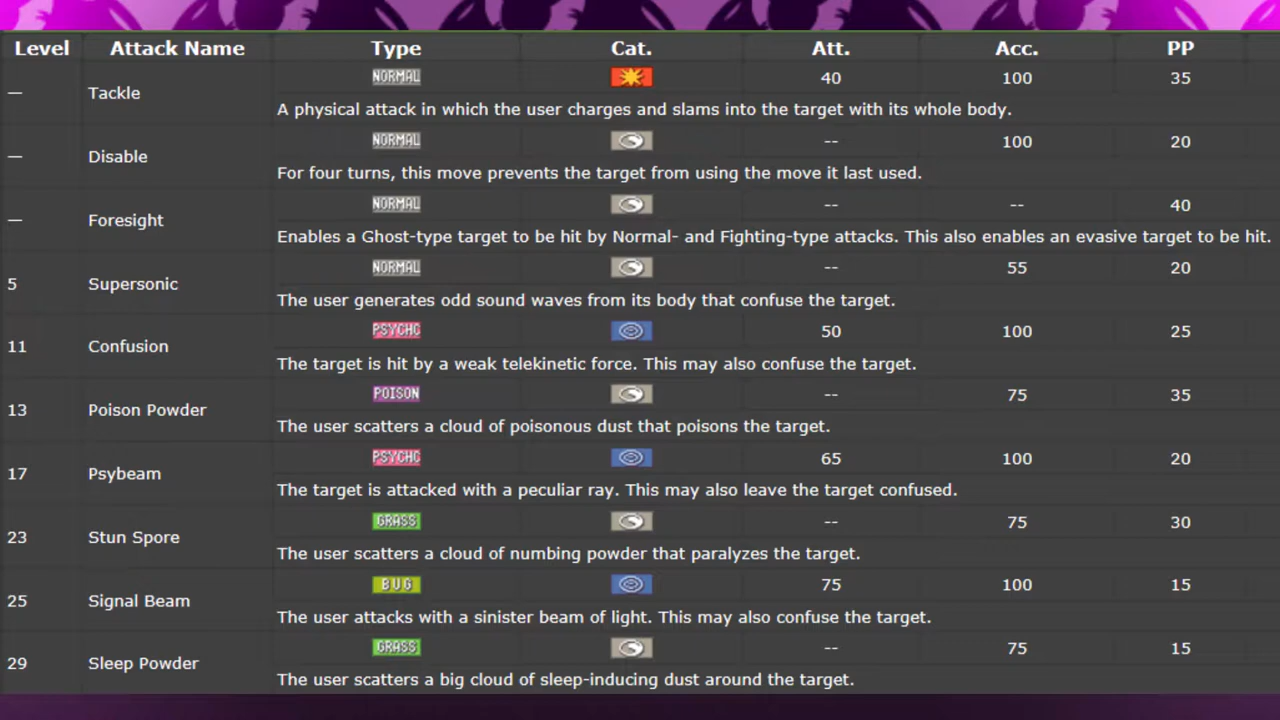 Level Attack Name Type Cat. Att. Acc. PP
— Tackle NORMAL 40 100 35
A physical attack in which the user charges and slams into the target with its whole body.
— Disable NORMAL -- 100 20
For four turns, this move prevents the target from using the move it last used.
— Foresight NORMAL -- -- 40
Enables a Ghost-type target to be hit by Normal- and Fighting-type attacks. This also enables an evasive target to be hit.
5 Supersonic NORMAL -- 55 20
The user generates odd sound waves from its body that confuse the target.
11 Confusion PSYCHC 50 100 25
The target is hit by a weak telekinetic force. This may also confuse the target.
13 Poison Powder POISON -- 75 35
The user scatters a cloud of poisonous dust that poisons the target.
17 Psybeam PSYCHC 65 100 20
The target is attacked with a peculiar ray. This may also leave the target confused.
23 Stun Spore GRASS -- 75 30
The user scatters a cloud of numbing powder that paralyzes the target.
25 Signal Beam BUG 75 100 15
The user attacks with a sinister beam of light. This may also confuse the target.
29 Sleep Powder GRASS -- 75 15
The user scatters a big cloud of sleep-inducing dust around the target.